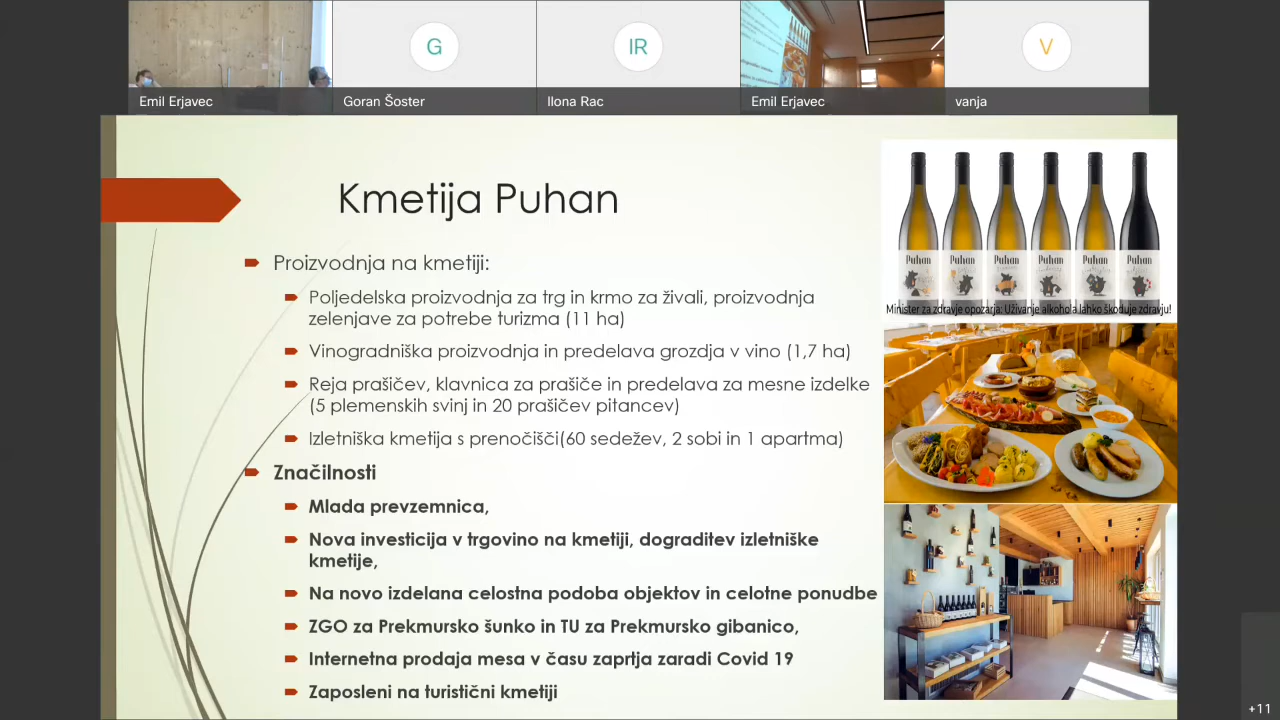 G
IR
V
Emil Erjavec
Goran Šoster
Ilona Rac
Emil Erjavec
vanja
Kmetija Puhan
Proizvodnja na kmetiji:
Poljedelska proizvodnja za trg in krmo za živali, proizvodnja
zelenjave za potrebe turizma (11 ha)
Vinogradniška proizvodnja in predelava grozdja v vino (1,7 ha)
Reja prašičev, klavnica za prašiče in predelava za mesne izdelke
(5 plemenskih svinj in 20 prašičev pitancev)
Izletniška kmetija s prenočišči(60 sedežev, 2 sobi in 1 apartma)
Značilnosti
Mlada prevzemnica,
Nova investicija v trgovino na kmetiji, dograditev izletniške
kmetije,
Na novo izdelana celostna podoba objektov in celotne ponudbe
ZGO za Prekmursko šunko in TU za Prekmursko gibanico,
Internetna prodaja mesa v času zaprtja zaradi Covid 19
Zaposleni na turistični kmetiji
Puhan Puhan Puhan Puhan Puhan Puhan
Minister za zdravje opozarja: Uživanje alkohola lahko škoduje zdravju!
+11